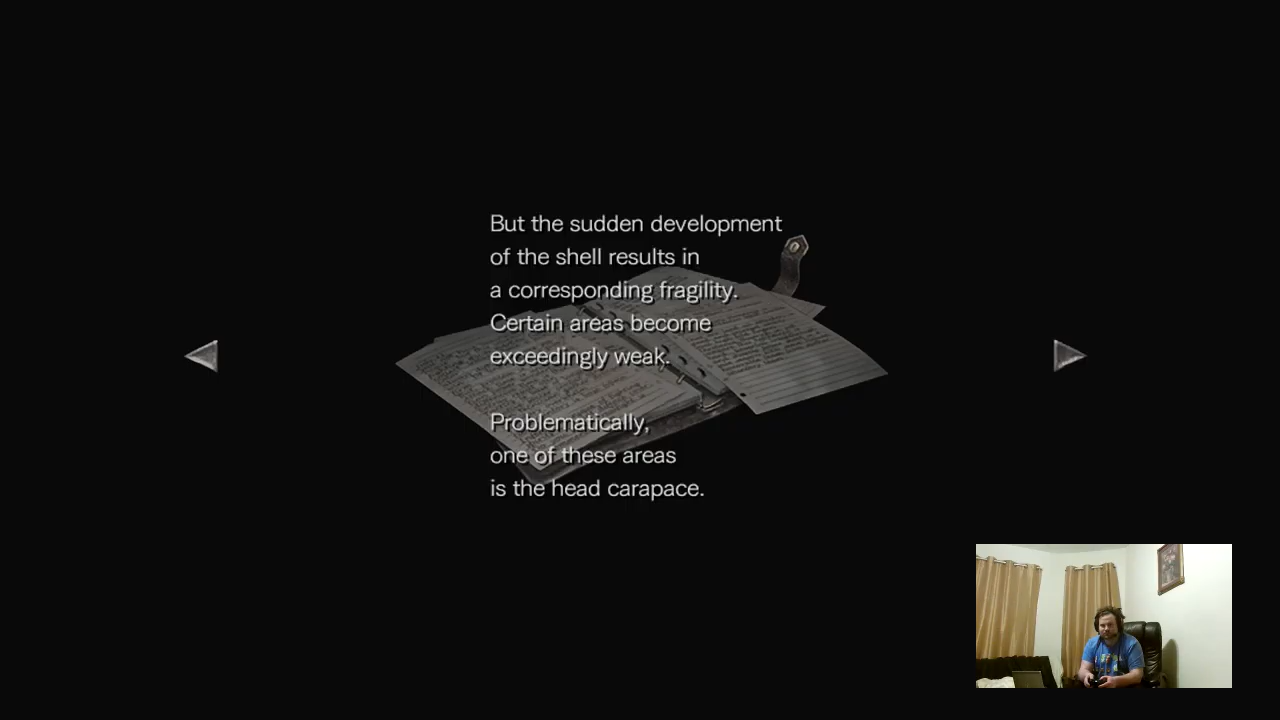 But the sudden development
of the shell results in
a corresponding fragility.
Certain areas become
exceedingly weak.
Problematically,
one of these areas
is the head carapace.